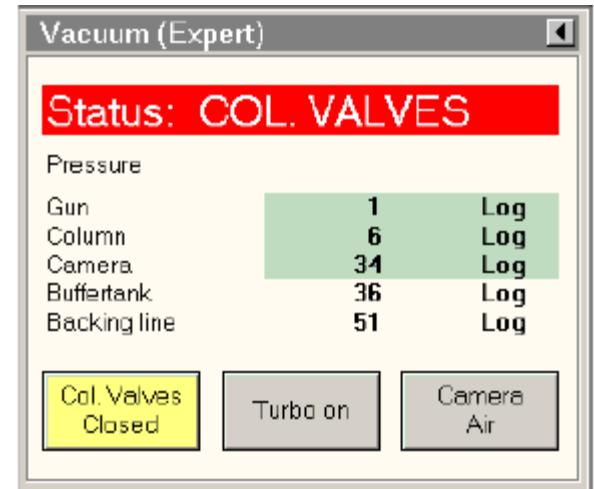 Vacuum (Expert)
Status: COL. VALVES
Pressure
Gun 1 Log
Column 6 Log
Camera 34 Log
Buffertank 36 Log
Backing line 51 Log
Col. Valves
Closed
Turbo on
Camera
Air